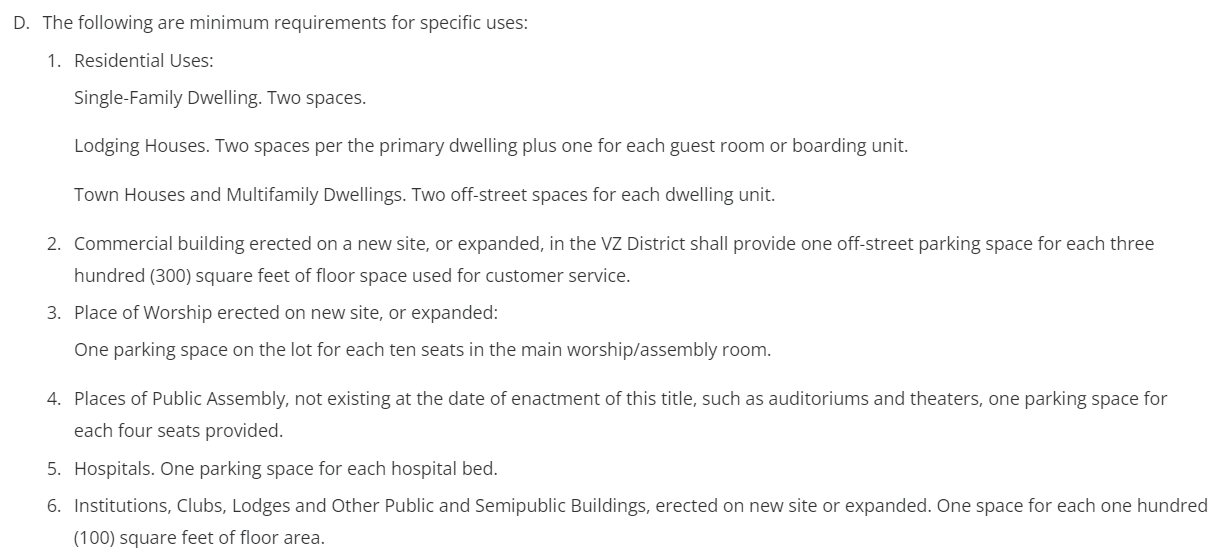 D. The following are minimum requirements for specific uses:
1. Residential Uses:
Single-Family Dwelling. Two spaces.
Lodging Houses. Two spaces per the primary dwelling plus one for each guest room or boarding unit.
Town Houses and Multifamily Dwellings. Two off-street spaces for each dwelling unit.
2. Commercial building erected on a new site, or expanded, in the VZ District shall provide one off-street parking space for each three
hundred (300) square feet of floor space used for customer service.
3. Place of Worship erected on new site, or expanded:
One parking space on the lot for each ten seats in the main worship/assembly room.
4. Places of Public Assembly, not existing at the date of enactment of this title, such as auditoriums and theaters, one parking space for
each four seats provided.
5. Hospitals. One parking space for each hospital bed.
6. Institutions, Clubs, Lodges and Other Public and Semipublic Buildings, erected on new site or expanded. One space for each one hundred
(100) square feet of floor area.